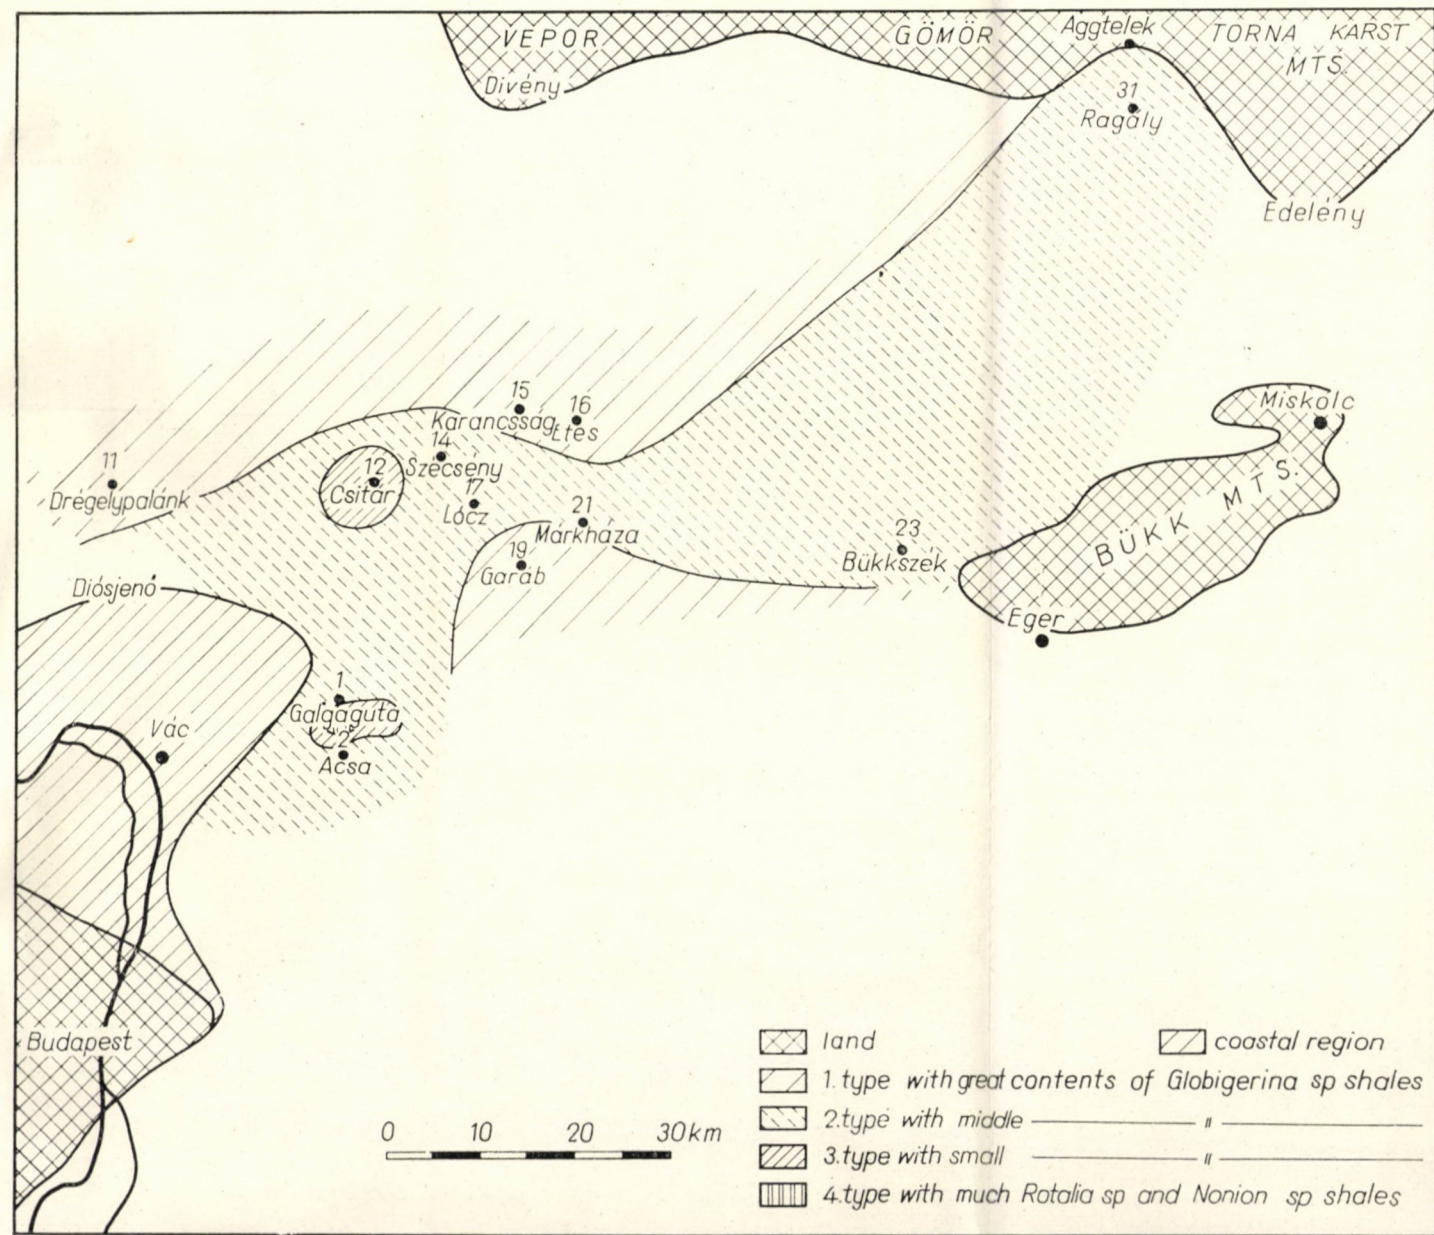 VEPOR
GÖMÖR
Aggtelek
TORNA KARST
MTS.
Divény
31
Ragály
Edelény
15
Karancsság
16
Etes
14
Szécsény
11
Drégelypalánk
12
Csitár
17
Lócz
21
Márkháza
19
Garáb
23
Bükkszék
Miskolc
BÜKK MTS.
Eger
Diósjenő
1
Galgaguta
2
Acsa
Vác
Budapest
0 10 20 30 km
land
coastal region
1. type with great contents of Globigerina sp shales
2. type with middle — " —
3. type with small — " —
4. type with much Rotalia sp and Nonion sp shales